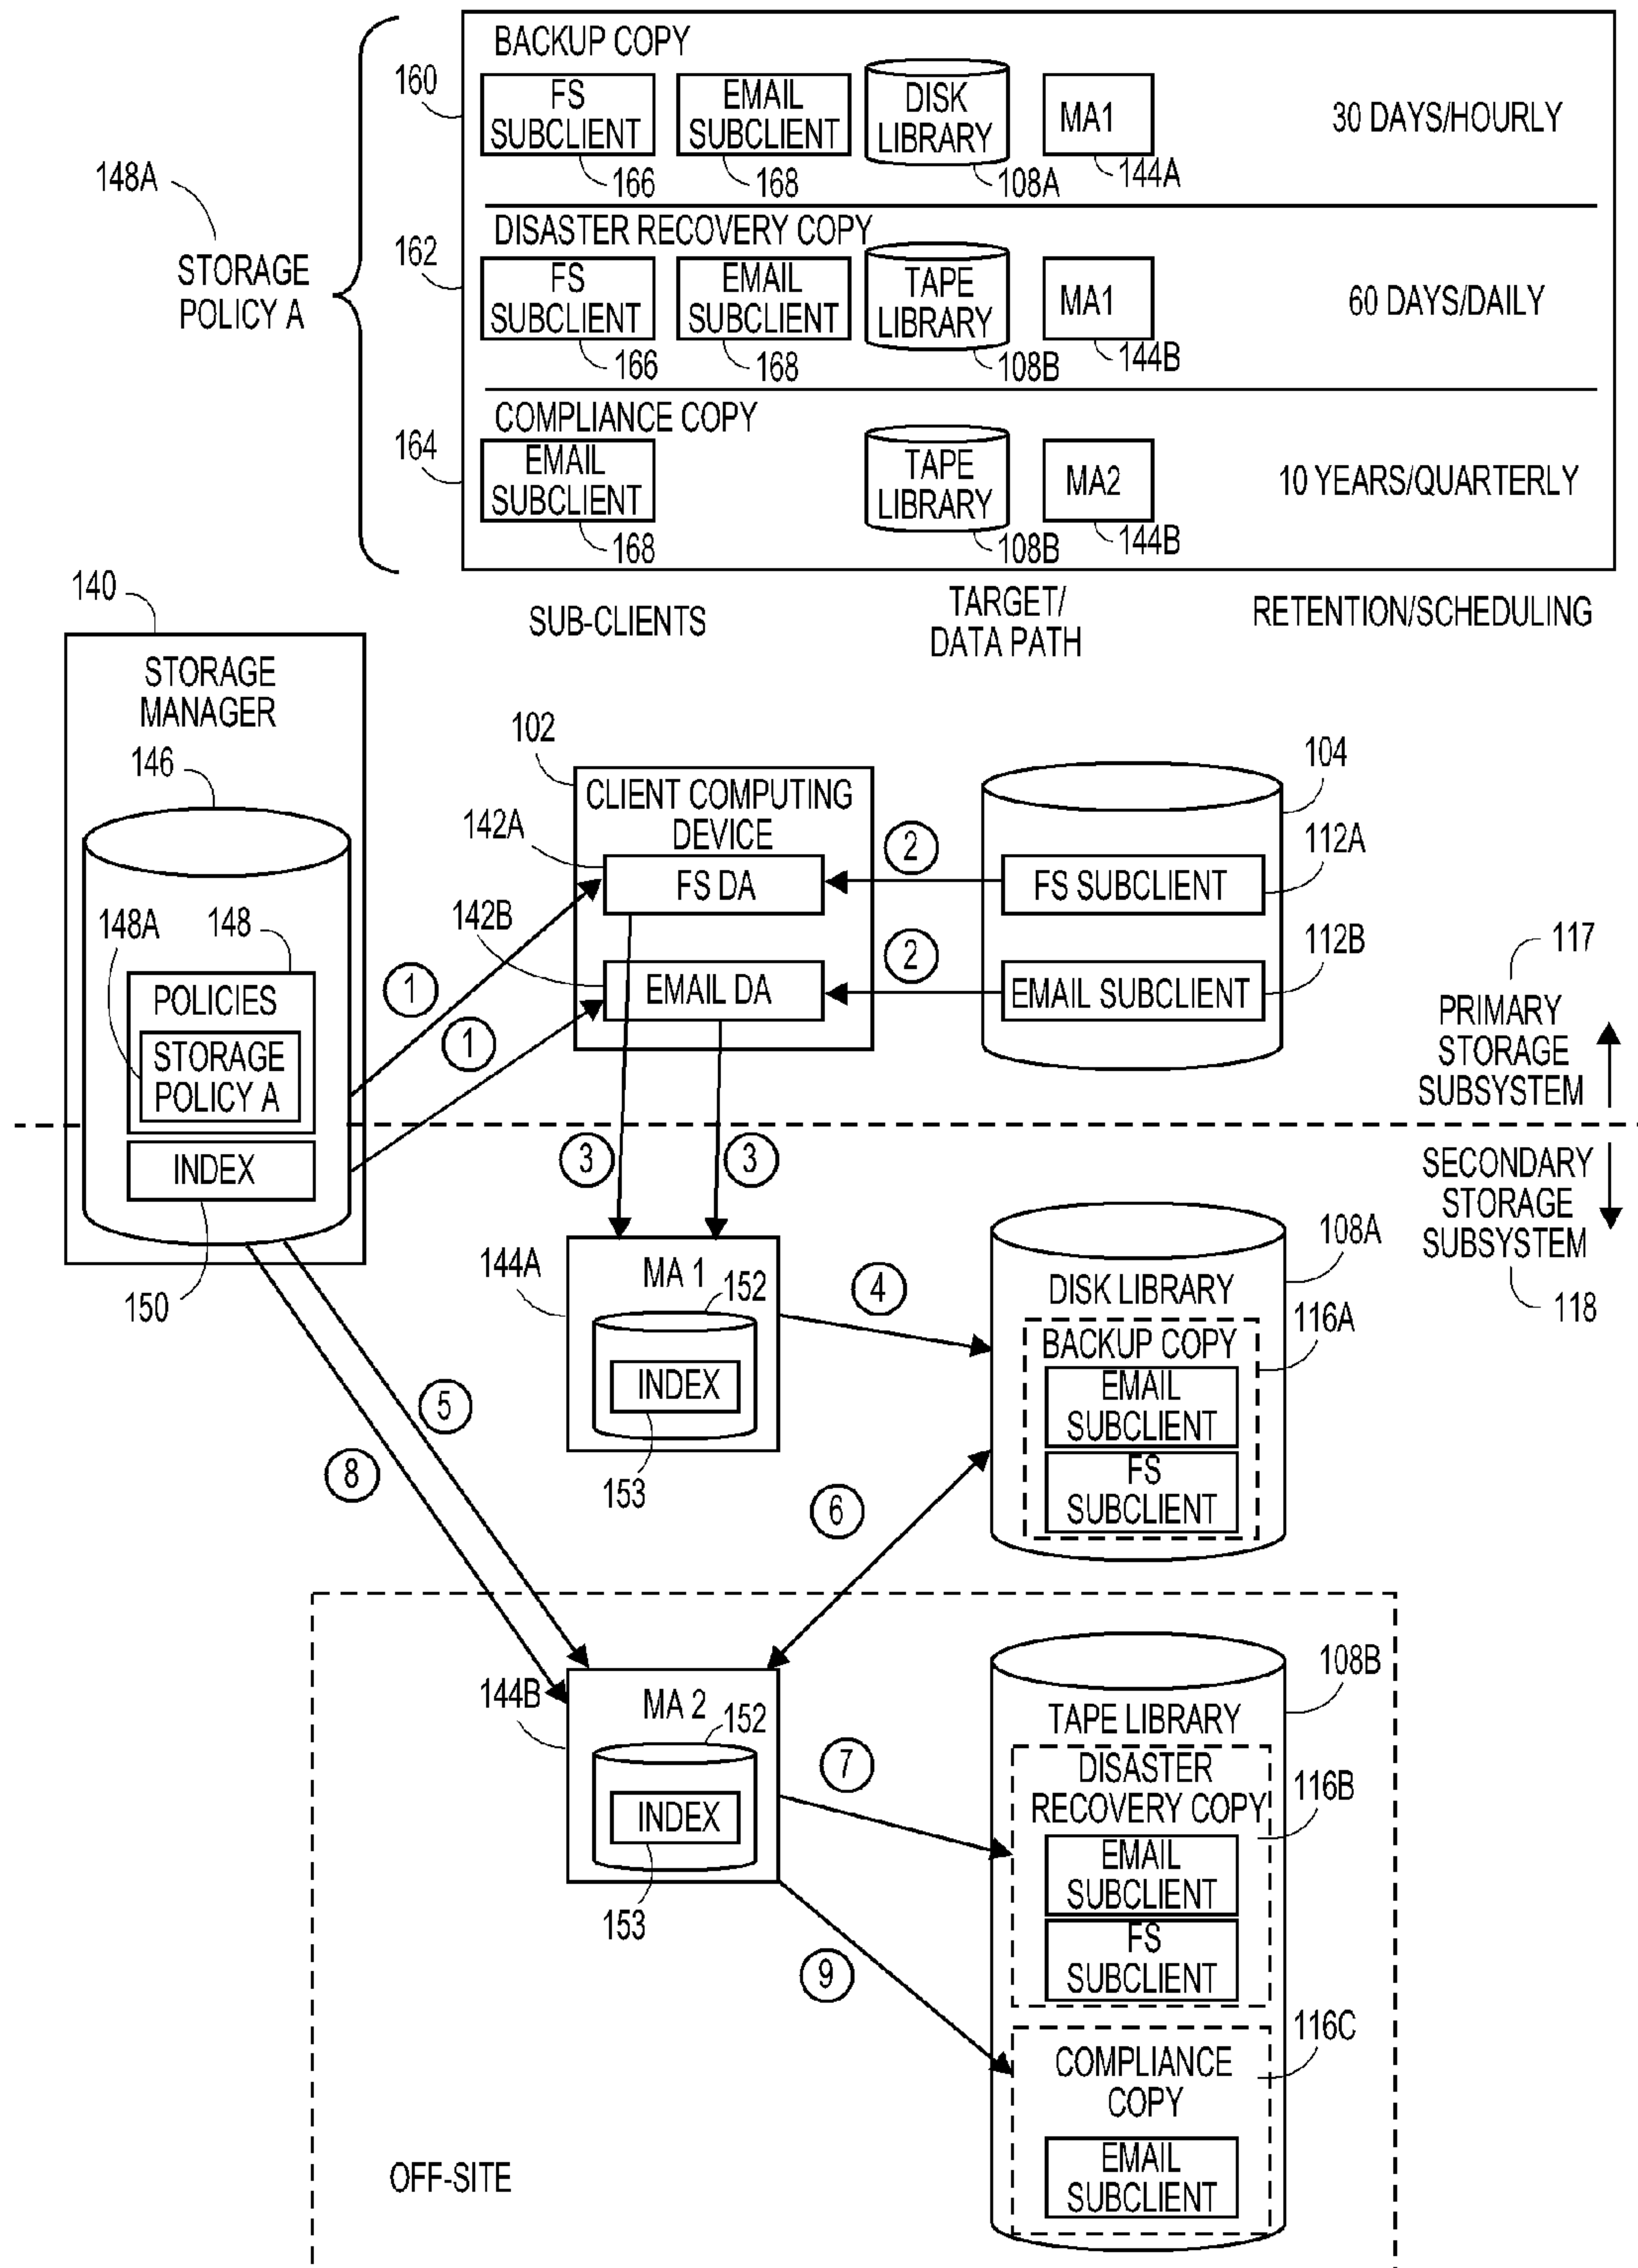 BACKUP COPY
160
FS
SUBCLIENT
166
EMAIL
SUBCLIENT
168
DISK
LIBRARY
108A
MA1
144A
30 DAYS/HOURLY
148A
STORAGE
POLICY A
DISASTER RECOVERY COPY
162
FS
SUBCLIENT
166
EMAIL
SUBCLIENT
168
TAPE
LIBRARY
108B
MA1
144B
60 DAYS/DAILY
COMPLIANCE COPY
164
EMAIL
SUBCLIENT
168
TAPE
LIBRARY
108B
MA2
144B
10 YEARS/QUARTERLY
SUB-CLIENTS
TARGET/
DATA PATH
RETENTION/SCHEDULING
140
STORAGE
MANAGER
146
148A
148
POLICIES
STORAGE
POLICY A
INDEX
150
102
CLIENT COMPUTING
DEVICE
142A
FS DA
142B
EMAIL DA
1
1
2
2
104
FS SUBCLIENT
112A
EMAIL SUBCLIENT
112B
117
PRIMARY
STORAGE
SUBSYSTEM
SECONDARY
STORAGE
SUBSYSTEM
118
3
3
144A
MA 1
152
INDEX
153
4
108A
DISK LIBRARY
116A
BACKUP COPY
EMAIL
SUBCLIENT
FS
SUBCLIENT
5
8
6
144B
MA 2
152
INDEX
153
7
9
108B
TAPE LIBRARY
DISASTER
RECOVERY COPY
116B
EMAIL
SUBCLIENT
FS
SUBCLIENT
116C
COMPLIANCE
COPY
EMAIL
SUBCLIENT
OFF-SITE